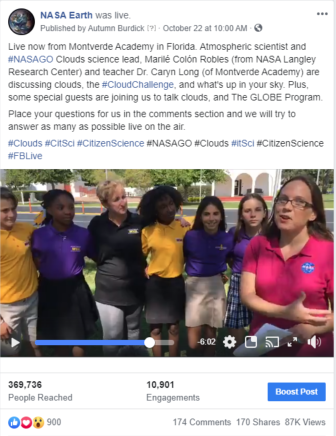 NASA Earth was live.
Published by Autumn Burdick [?] · October 22 at 10:00 AM ·
Live now from Montverde Academy in Florida. Atmospheric scientist and
#NASAGO Clouds science lead, Marilé Colón Robles (from NASA Langley
Research Center) and teacher Dr. Caryn Long (of Montverde Academy) are
discussing clouds, the #CloudChallenge, and what's up in your sky. Plus,
some special guests are joining us to talk clouds, and The GLOBE Program.
Place your questions for us in the comments section and we will try to
answer as many as possible live on the air.
#Clouds #CitSci #CitizenScience #NASAGO #Clouds #itSci #CitizenScience
#FBLive
-6:02
369,736
People Reached
10,901
Engagements
Boost Post
900
174 Comments 170 Shares 87K Views